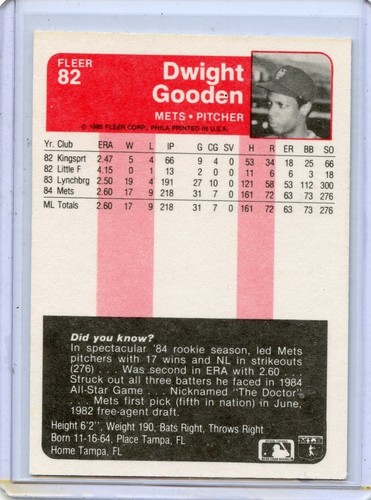 FLEER
82
Dwight
Gooden
METS • PITCHER
© 1985 FLEER CORP., PHILA PRINTED IN U.S.A.
Yr. Club ERA W L IP G CG SV H R ER BB SO
82 Kingsprt 2.47 5 4 66 9 4 0 53 34 18 25 66
82 Little F 4.15 0 1 13 2 0 0 11 6 6 3 18
83 Lynchbrg 2.50 19 4 191 27 10 0 121 58 53 112 300
84 Mets 2.60 17 9 218 31 7 0 161 72 63 73 276
ML Totals 2.60 17 9 218 31 7 0 161 72 63 73 276
Did you know?
In spectacular '84 rookie season, led Mets
pitchers with 17 wins and NL in strikeouts
(276) . . . Was second in ERA with 2.60 . . .
Struck out all three batters he faced in 1984
All-Star Game . . . Nicknamed "The Doctor" . . .
Mets first pick (fifth in nation) in June,
1982 free-agent draft.
Height 6'2", Weight 190, Bats Right, Throws Right
Born 11-16-64, Place Tampa, FL
Home Tampa, FL